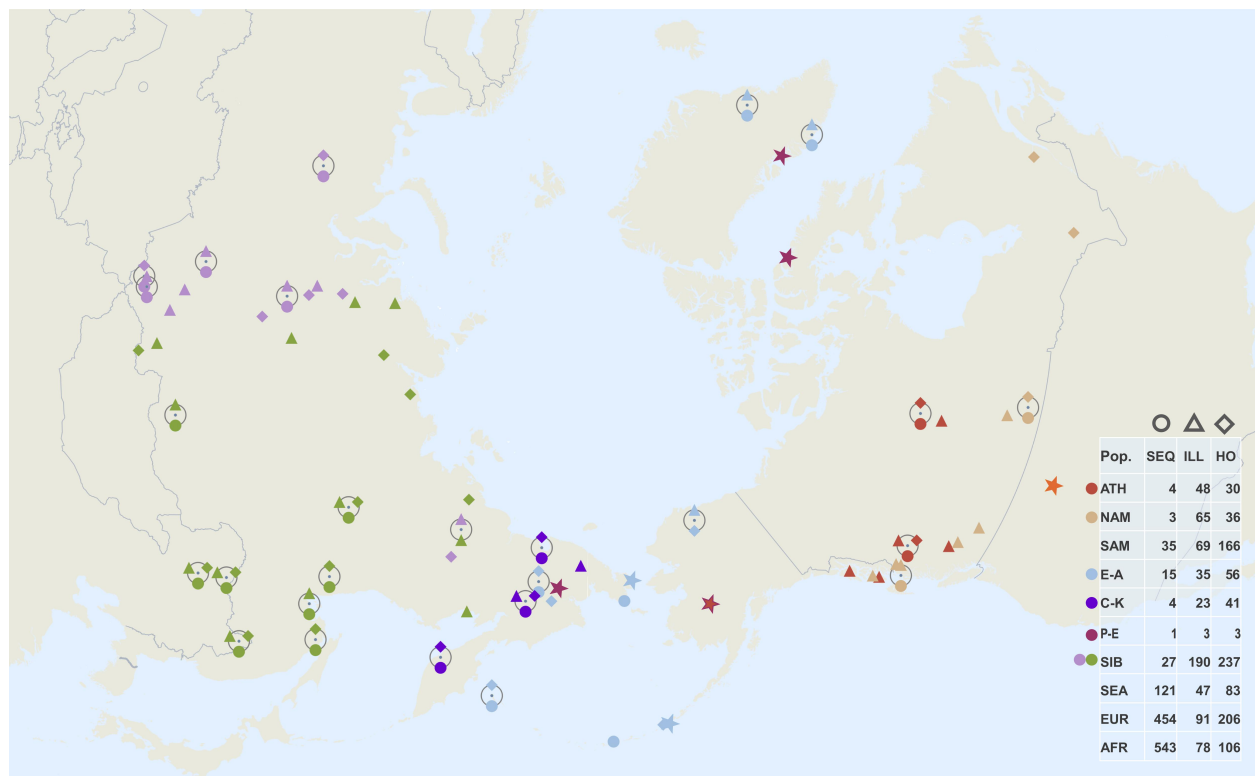 Pop. SEQ ILL HO
ATH 4 48 30
NAM 3 65 36
SAM 35 69 166
E-A 15 35 56
C-K 4 23 41
P-E 1 3 3
SIB 27 190 237
SEA 121 47 83
EUR 454 91 206
AFR 543 78 106